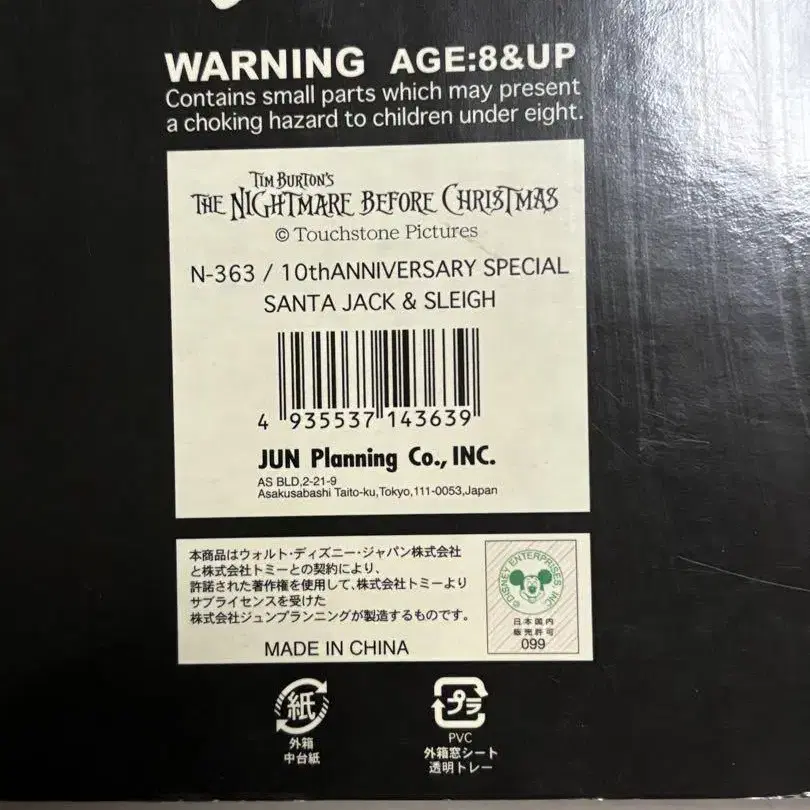 WARNING AGE:8&UP
Contains small parts which may present
a choking hazard to children under eight.
TIM BURTON'S
THE NIGHTMARE BEFORE CHRISTMAS
© Touchstone Pictures
N-363 / 10thANNIVERSARY SPECIAL
SANTA JACK & SLEIGH
4 935537 143639
JUN Planning Co., INC.
AS BLD,2-21-9
Asakusabashi Taito-ku,Tokyo,111-0053,Japan
本商品はウォルト・ディズニー・ジャパン株式会社
と株式会社トミーとの契約により、
許諾された著作権を使用して、株式会社トミーより
サブライセンスを受けた
株式会社ジュンプランニングが製造するものです。
MADE IN CHINA
©DISNEY ENTERPRISES INC
日本国内
販売許可
099
紙
外箱
中台紙
プラ
PVC
外箱窓シート
透明トレー